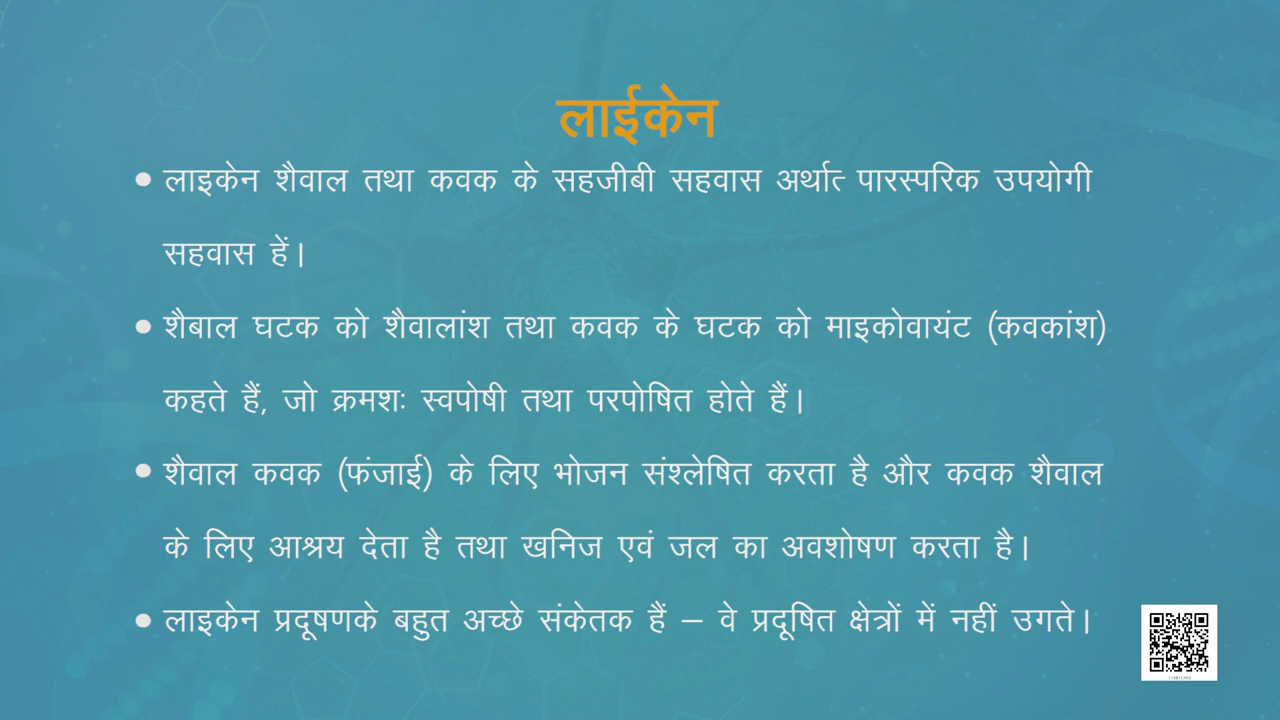 लाईकेन
• लाइकेन शैवाल तथा कवक के सहजीबी सहवास अर्थात पारस्परिक उपयोगी
सहवास हें।
• शैबाल घटक को शैवालांश तथा कवक के घटक को माइकोवायंट (कवकांश)
कहते हैं, जो क्रमशः स्वपोषी तथा परपोषित होते हैं।
• शैवाल कवक (फंजाई) के लिए भोजन संश्लेषित करता है और कवक शैवाल
के लिए आश्रय देता है तथा खनिज एवं जल का अवशोषण करता है।
• लाइकेन प्रदूषणके बहुत अच्छे संकेतक हैं – वे प्रदूषित क्षेत्रों में नहीं उगते।